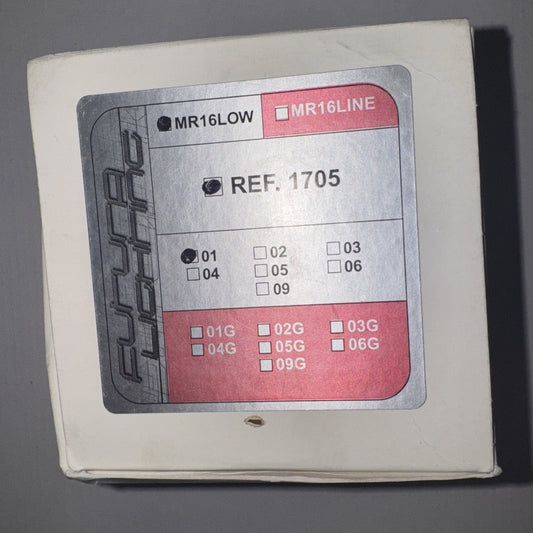 FUTURA
LIGHTING
MR16LOW
MR16LINE
REF. 1705
01 02 03
04 05 06
09
01G 02G 03G
04G 05G 06G
09G